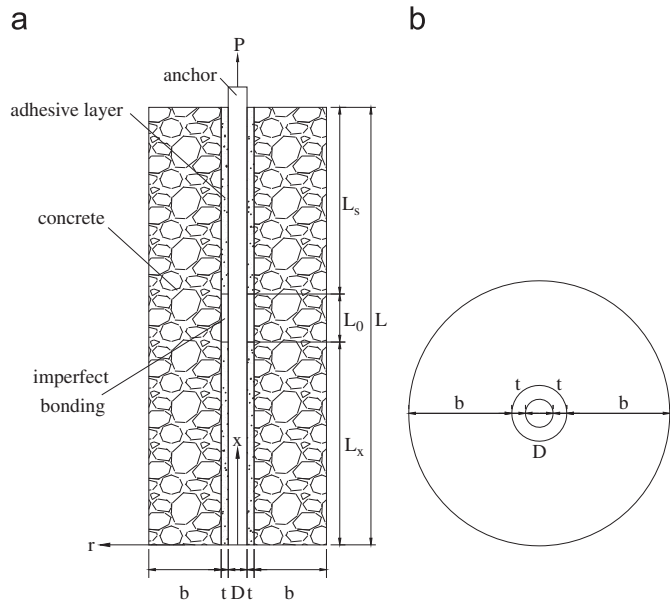 a
b
P
anchor
adhesive layer
L_s
concrete
L_0
L
imperfect
bonding
b
t
t
b
D
x
L_x
r
b
t
D
t
b